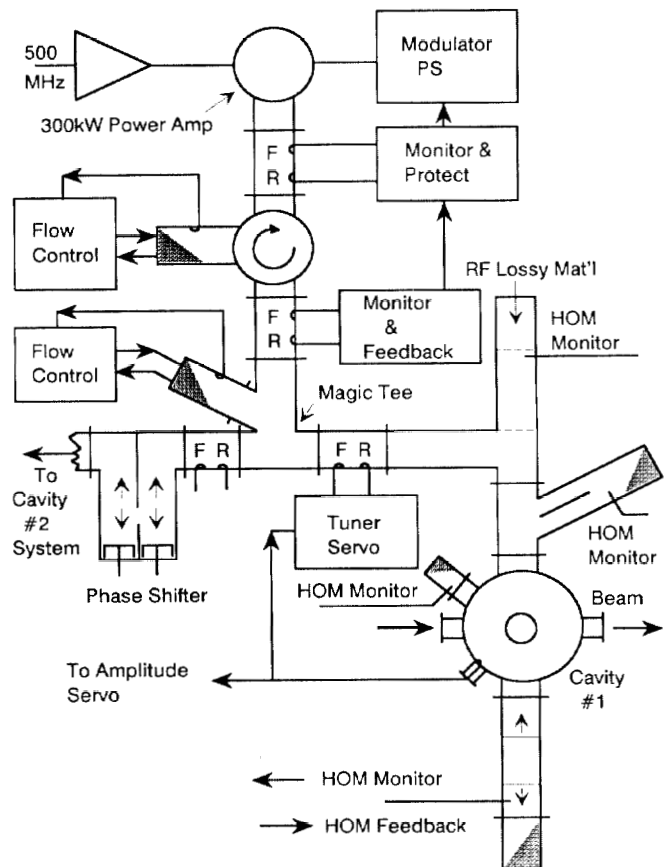 500
MHz
300kW Power Amp
Modulator
PS
F
R
Monitor &
Protect
Flow
Control
RF Lossy Mat'l
HOM
Monitor
F
R
Monitor
&
Feedback
Flow
Control
Magic Tee
F R
F R
To
Cavity
#2
System
Tuner
Servo
HOM
Monitor
Phase Shifter
HOM Monitor
Beam
To Amplitude
Servo
Cavity
#1
HOM Monitor
HOM Feedback